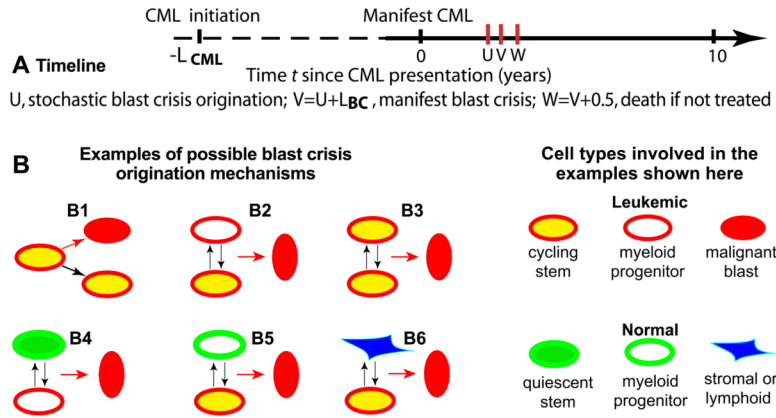 CML initiation
Manifest CML
-L CML
0
U V W
10
A Timeline
Time t since CML presentation (years)
U, stochastic blast crisis origination; V=U+LBC, manifest blast crisis; W=V+0.5, death if not treated
B
Examples of possible blast crisis
origination mechanisms
Cell types involved in the
examples shown here
B1
B2
B3
Leukemic
cycling
stem
myeloid
progenitor
malignant
blast
B4
B5
B6
Normal
quiescent
stem
myeloid
progenitor
stromal or
lymphoid